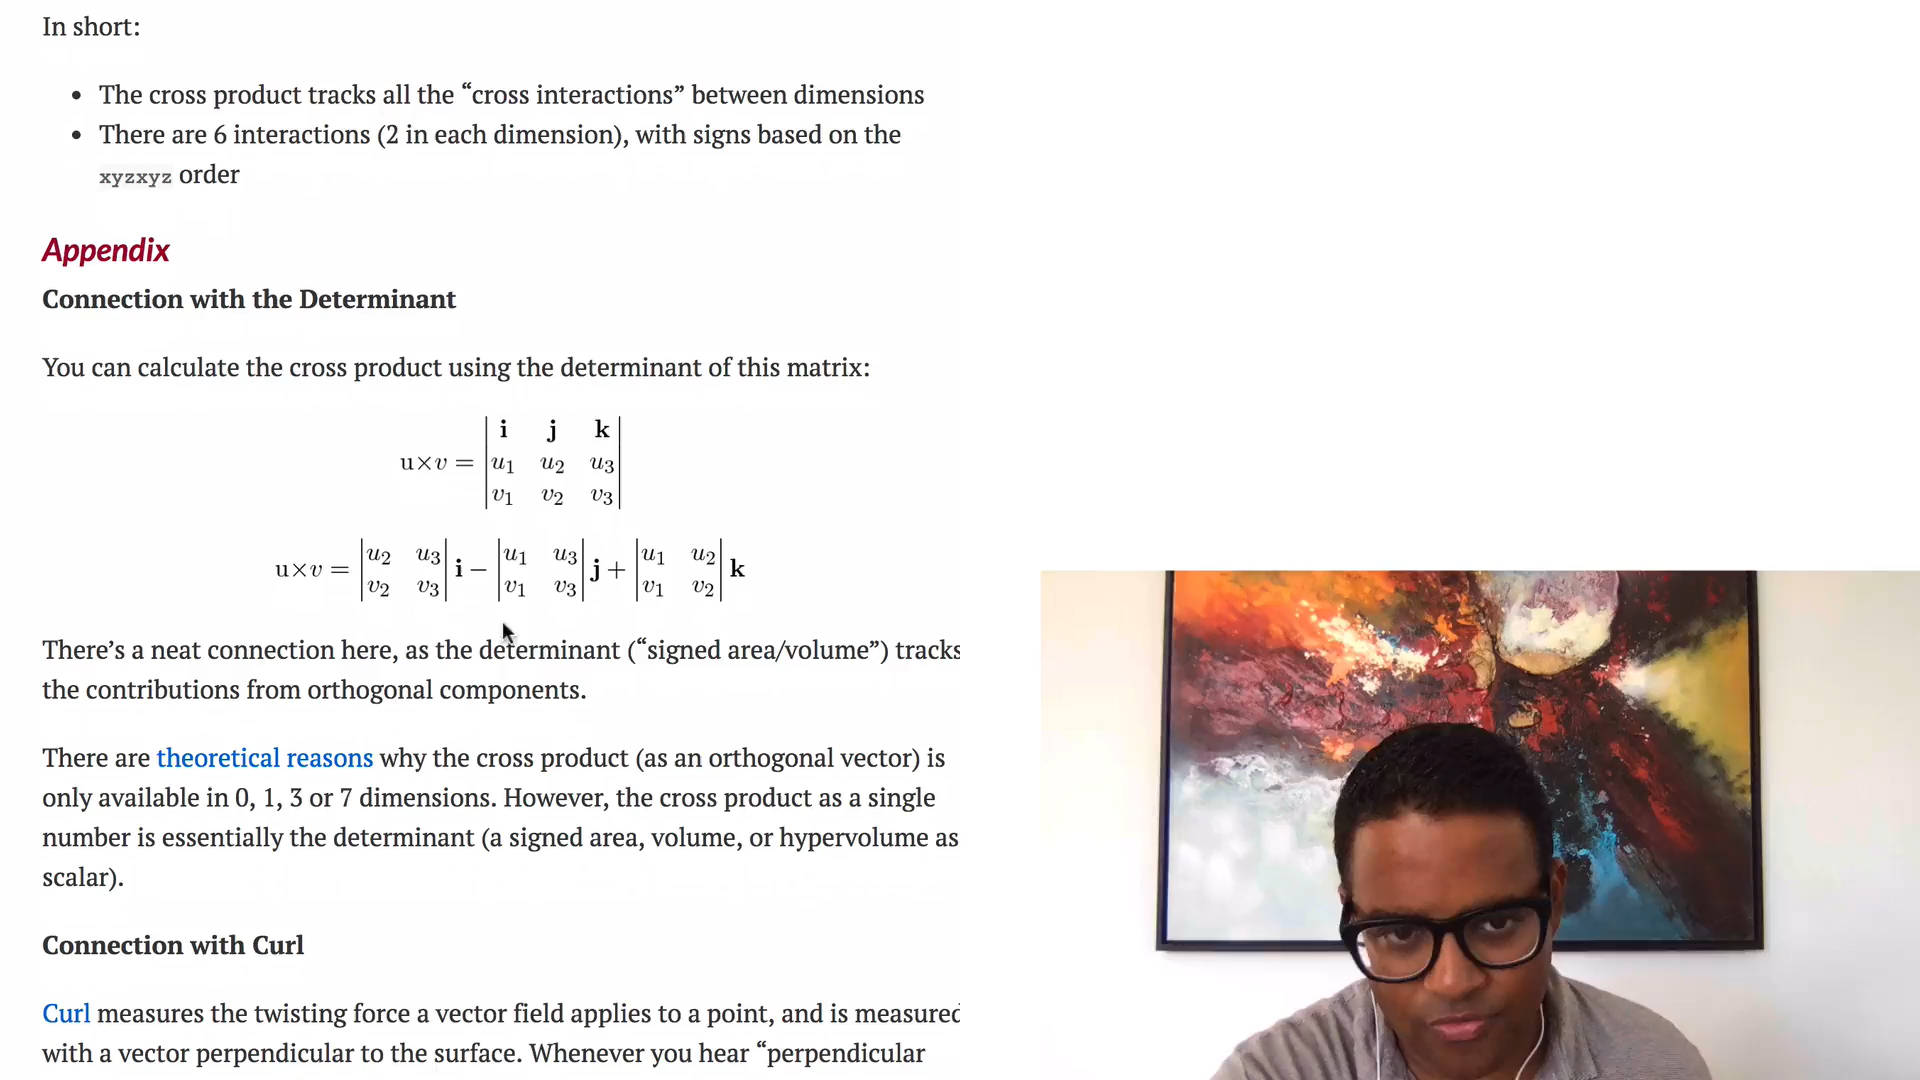 In short:
• The cross product tracks all the “cross interactions” between dimensions
• There are 6 interactions (2 in each dimension), with signs based on the
xyzxyz order
Appendix
Connection with the Determinant
You can calculate the cross product using the determinant of this matrix:
i j k
u×v = u1 u2 u3
v1 v2 v3
u×v = |u2 u3; v2 v3| i − |u1 u3; v1 v3| j + |u1 u2; v1 v2| k
There’s a neat connection here, as the determinant (“signed area/volume”) tracks
the contributions from orthogonal components.
There are theoretical reasons why the cross product (as an orthogonal vector) is
only available in 0, 1, 3 or 7 dimensions. However, the cross product as a single
number is essentially the determinant (a signed area, volume, or hypervolume as
scalar).
Connection with Curl
Curl measures the twisting force a vector field applies to a point, and is measured
with a vector perpendicular to the surface. Whenever you hear “perpendicular